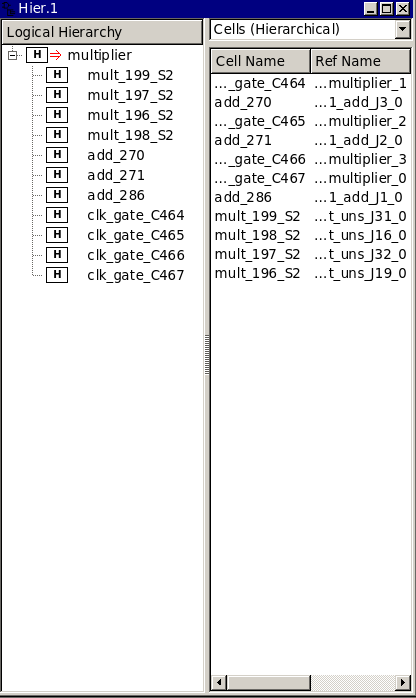 Hier.1
Logical Hierarchy
H multiplier
H mult_199_S2
H mult_197_S2
H mult_196_S2
H mult_198_S2
H add_270
H add_271
H add_286
H clk_gate_C464
H clk_gate_C465
H clk_gate_C466
H clk_gate_C467
Cells (Hierarchical)
Cell Name Ref Name
..._gate_C464 ...multiplier_1
add_270 ...1_add_J3_0
..._gate_C465 ...multiplier_2
add_271 ...1_add_J2_0
..._gate_C466 ...multiplier_3
..._gate_C467 ...multiplier_0
add_286 ...1_add_J1_0
mult_199_S2 ...t_uns_J31_0
mult_198_S2 ...t_uns_J16_0
mult_197_S2 ...t_uns_J32_0
mult_196_S2 ...t_uns_J19_0